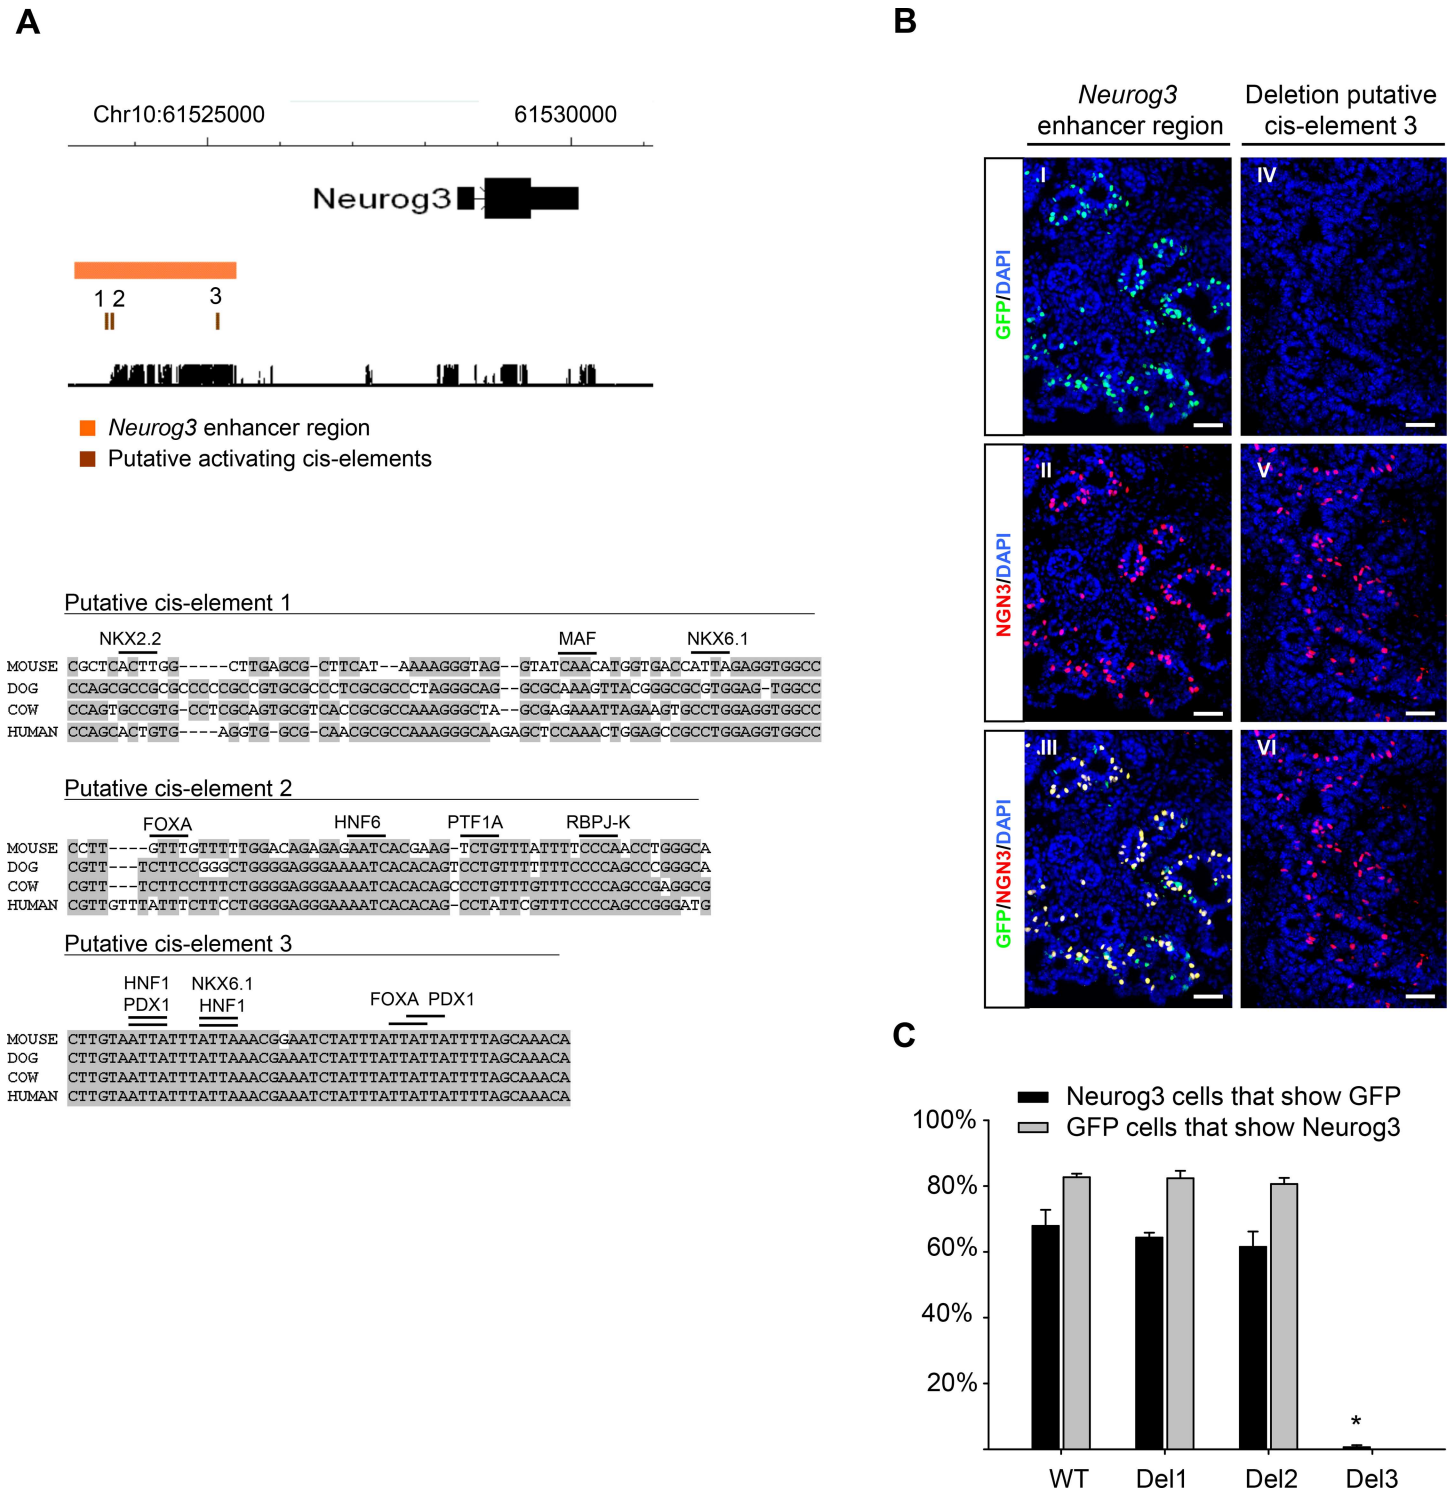 A
Chr10:61525000
61530000
Neurog3
1 2
3
Neurog3 enhancer region
Putative activating cis-elements
Putative cis-element 1
NKX2.2
MAF
NKX6.1
MOUSE CGCTCACTTGG-----CTTGAGCG-CTTCAT--AAAAGGGTAG--GTATCAACATGGTGACCATTAGAGGTGGCC
DOG CCAGCGCCGCGCCCCCGCCGTGCGCCCTCGCGCCCTAGGGCAG--GCGCAAAGTTACGGGCGCGTGGAG-TGGCC
COW CCAGTGCCGTG-CCTCGCAGTGCGTCACCGCGCCAAAGGGCTA--GCGAGAAATTAGAAGTGCCTGGAGGTGGCC
HUMAN CCAGCACTGTG----AGGTG-GCG-CAACGCGCCAAAGGGCAAGAGCTCCAAACTGGAGCCGCCTGGAGGTGGCC
Putative cis-element 2
FOXA
HNF6
PTF1A
RBPJ-K
MOUSE CCTT----GTTTGTTTTTGGACAGAGAGAATCACGAAG-TCTGTTTATTTTCCCAACCTGGGCA
DOG CGTT---TCTTCCGGGCTGGGGAGGGAAAATCACACAGTCCTGTTTTTTTCCCCAGCCCGGGCA
COW CGTT---TCTTCCTTTCTGGGGAGGGAAAATCACACAGCCCTGTTTGTTTCCCCAGCCGAGGCG
HUMAN CGTTGTTTATTTCTTCCTGGGGAGGGAAAATCACACAG-CCTATTCGTTTCCCCAGCCGGGATG
Putative cis-element 3
HNF1
PDX1
NKX6.1
HNF1
FOXA PDX1
MOUSE CTTGTAATTATTTATTAAACGGAATCTATTTATTATTATTTTAGCAAACA
DOG CTTGTAATTATTTATTAAACGAAATCTATTTATTATTATTTTAGCAAACA
COW CTTGTAATTATTTATTAAACGAAATCTATTTATTATTATTTTAGCAAACA
HUMAN CTTGTAATTATTTATTAAACGAAATCTATTTATTATTATTTTAGCAAACA
B
Neurog3
enhancer region
Deletion putative
cis-element 3
GFP/DAPI
I
IV
NGN3/DAPI
II
V
GFP/NGN3/DAPI
III
VI
C
Neurog3 cells that show GFP
GFP cells that show Neurog3
100%
80%
60%
40%
20%
*
WT
Del1
Del2
Del3